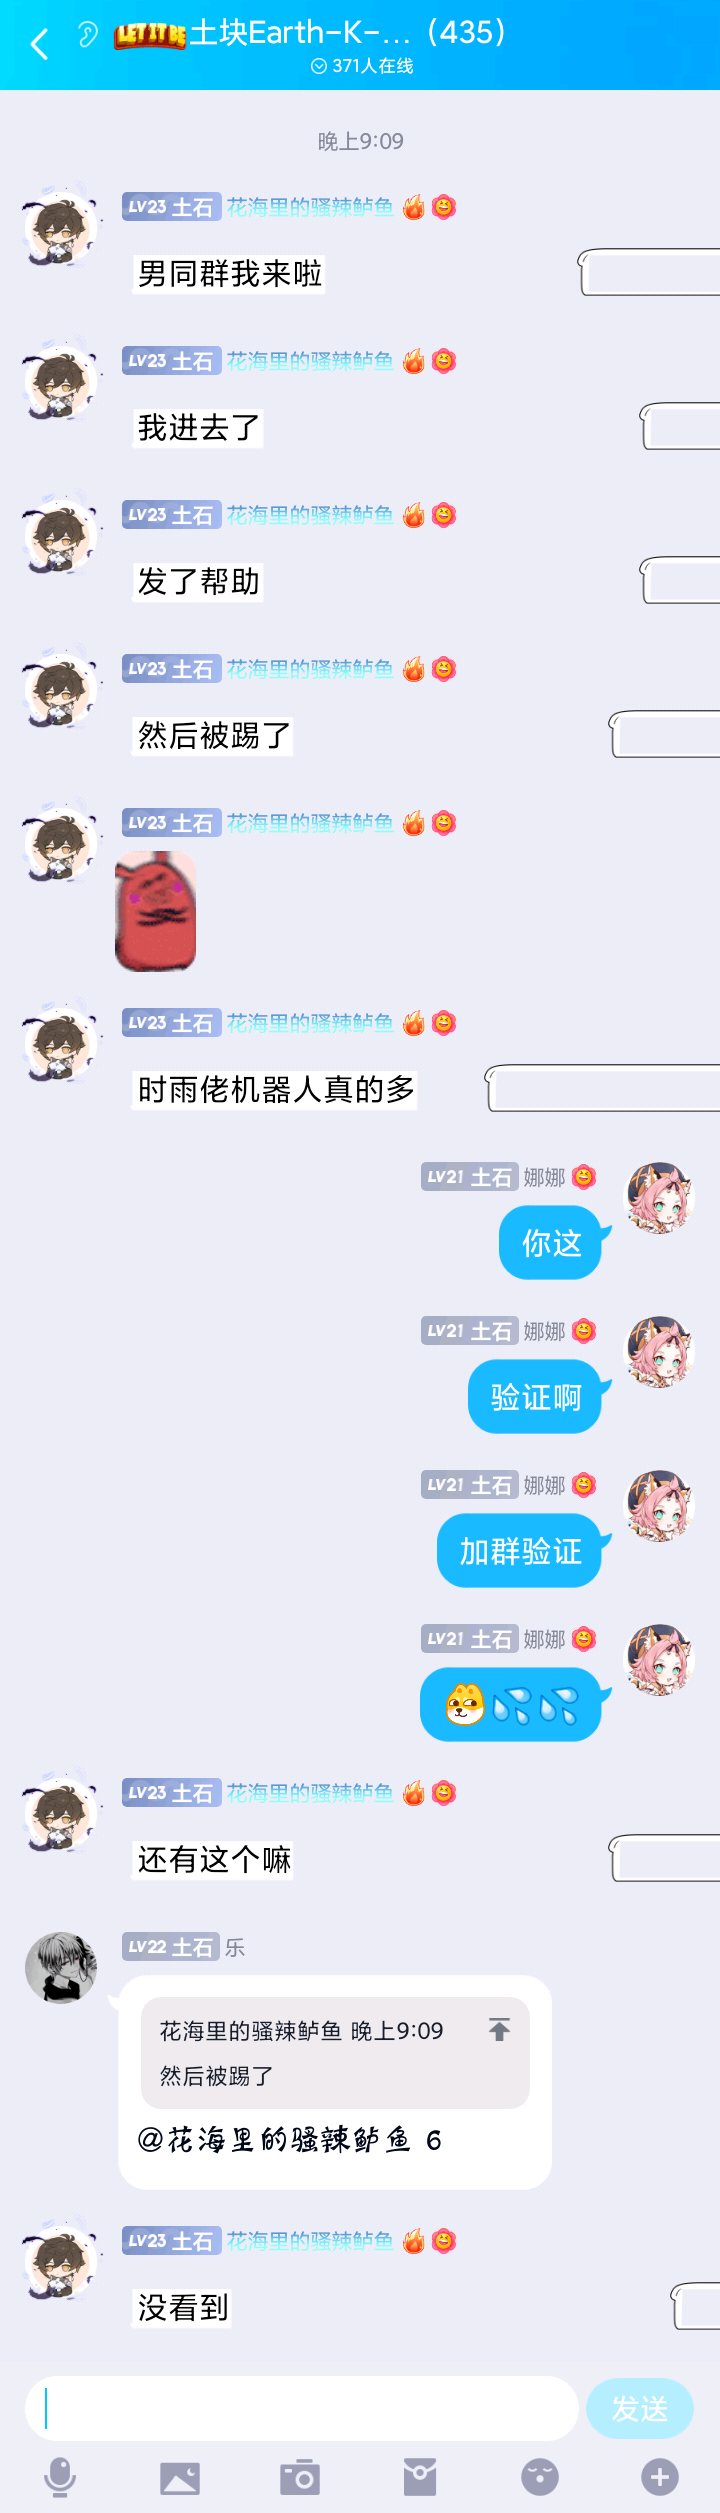 LET IT BE 土块Earth-K-...（435）
371人在线
晚上9:09
LV23 土石 花海里的骚辣鲈鱼
男同群我来啦
LV23 土石 花海里的骚辣鲈鱼
我进去了
LV23 土石 花海里的骚辣鲈鱼
发了帮助
LV23 土石 花海里的骚辣鲈鱼
然后被踢了
LV23 土石 花海里的骚辣鲈鱼
LV23 土石 花海里的骚辣鲈鱼
时雨佬机器人真的多
LV21 土石 娜娜
你这
LV21 土石 娜娜
验证啊
LV21 土石 娜娜
加群验证
LV21 土石 娜娜
LV23 土石 花海里的骚辣鲈鱼
还有这个嘛
LV22 土石 乐
花海里的骚辣鲈鱼 晚上9:09
然后被踢了
@花海里的骚辣鲈鱼 6
LV23 土石 花海里的骚辣鲈鱼
没看到
发送